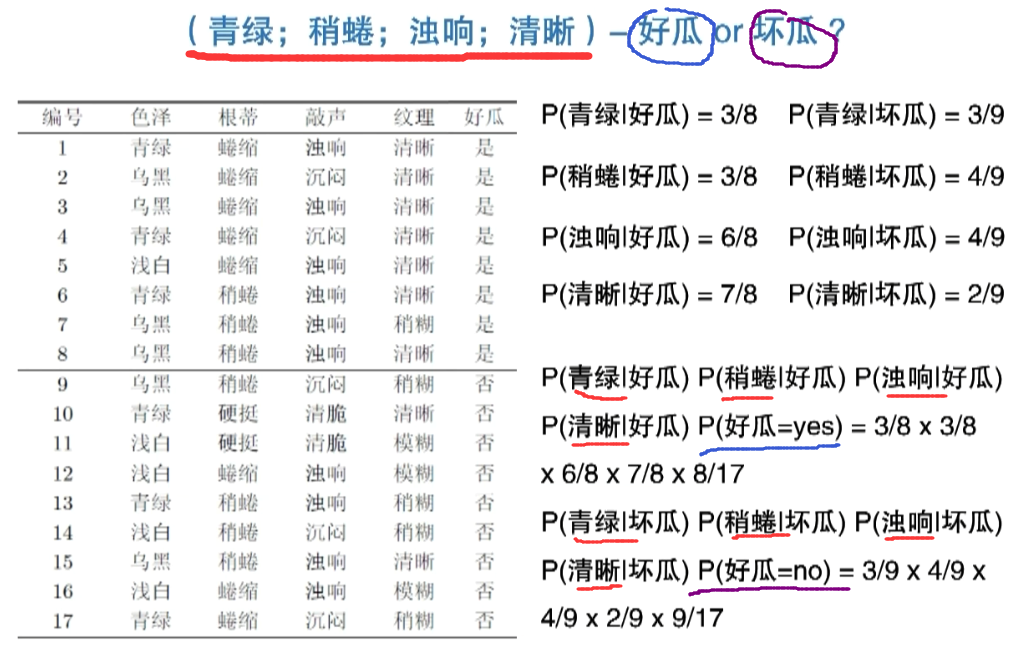 （青绿；稍蜷；浊响；清晰）– 好瓜 or 坏瓜？
编号 色泽 根蒂 敲声 纹理 好瓜
1 青绿 蜷缩 浊响 清晰 是
2 乌黑 蜷缩 沉闷 清晰 是
3 乌黑 蜷缩 浊响 清晰 是
4 青绿 蜷缩 沉闷 清晰 是
5 浅白 蜷缩 浊响 清晰 是
6 青绿 稍蜷 浊响 清晰 是
7 乌黑 稍蜷 浊响 稍糊 是
8 乌黑 稍蜷 浊响 清晰 是
9 乌黑 稍蜷 沉闷 稍糊 否
10 青绿 硬挺 清脆 清晰 否
11 浅白 硬挺 清脆 模糊 否
12 浅白 蜷缩 浊响 模糊 否
13 青绿 稍蜷 浊响 稍糊 否
14 浅白 稍蜷 沉闷 稍糊 否
15 乌黑 稍蜷 浊响 清晰 否
16 浅白 蜷缩 浊响 模糊 否
17 青绿 蜷缩 沉闷 稍糊 否
P(青绿|好瓜) = 3/8 P(青绿|坏瓜) = 3/9
P(稍蜷|好瓜) = 3/8 P(稍蜷|坏瓜) = 4/9
P(浊响|好瓜) = 6/8 P(浊响|坏瓜) = 4/9
P(清晰|好瓜) = 7/8 P(清晰|坏瓜) = 2/9
P(青绿|好瓜) P(稍蜷|好瓜) P(浊响|好瓜)
P(清晰|好瓜) P(好瓜=yes) = 3/8 x 3/8
x 6/8 x 7/8 x 8/17
P(青绿|坏瓜) P(稍蜷|坏瓜) P(浊响|坏瓜)
P(清晰|坏瓜) P(好瓜=no) = 3/9 x 4/9 x
4/9 x 2/9 x 9/17